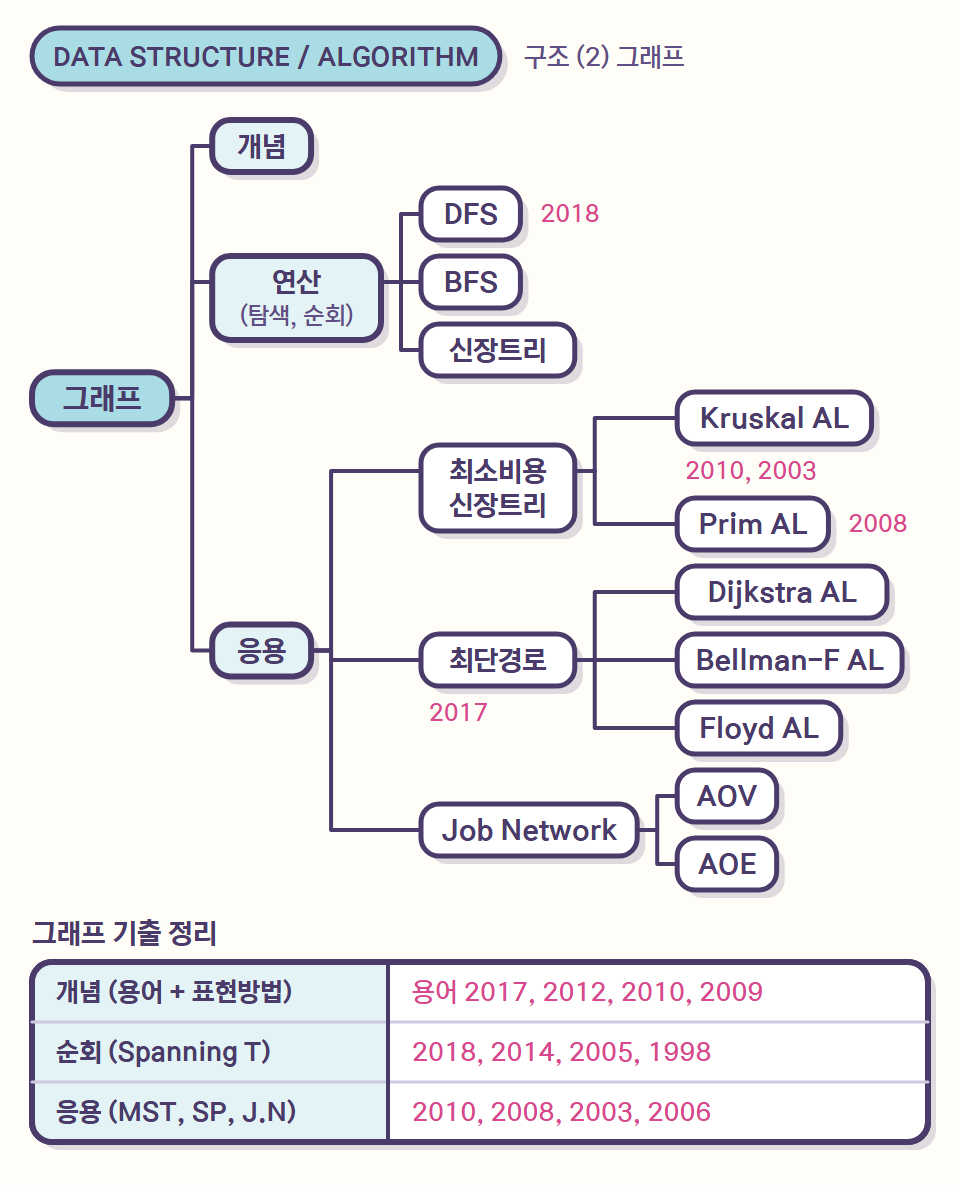 DATA STRUCTURE / ALGORITHM 구조 (2) 그래프
개념
DFS 2018
연산
(탐색, 순회)
BFS
신장트리
그래프
Kruskal AL
2010, 2003
최소비용
신장트리
Prim AL 2008
Dijkstra AL
응용
최단경로
2017
Bellman-F AL
Floyd AL
AOV
Job Network
AOE
그래프 기출 정리
개념 (용어 + 표현방법) 용어 2017, 2012, 2010, 2009
순회 (Spanning T) 2018, 2014, 2005, 1998
응용 (MST, SP, J.N) 2010, 2008, 2003, 2006